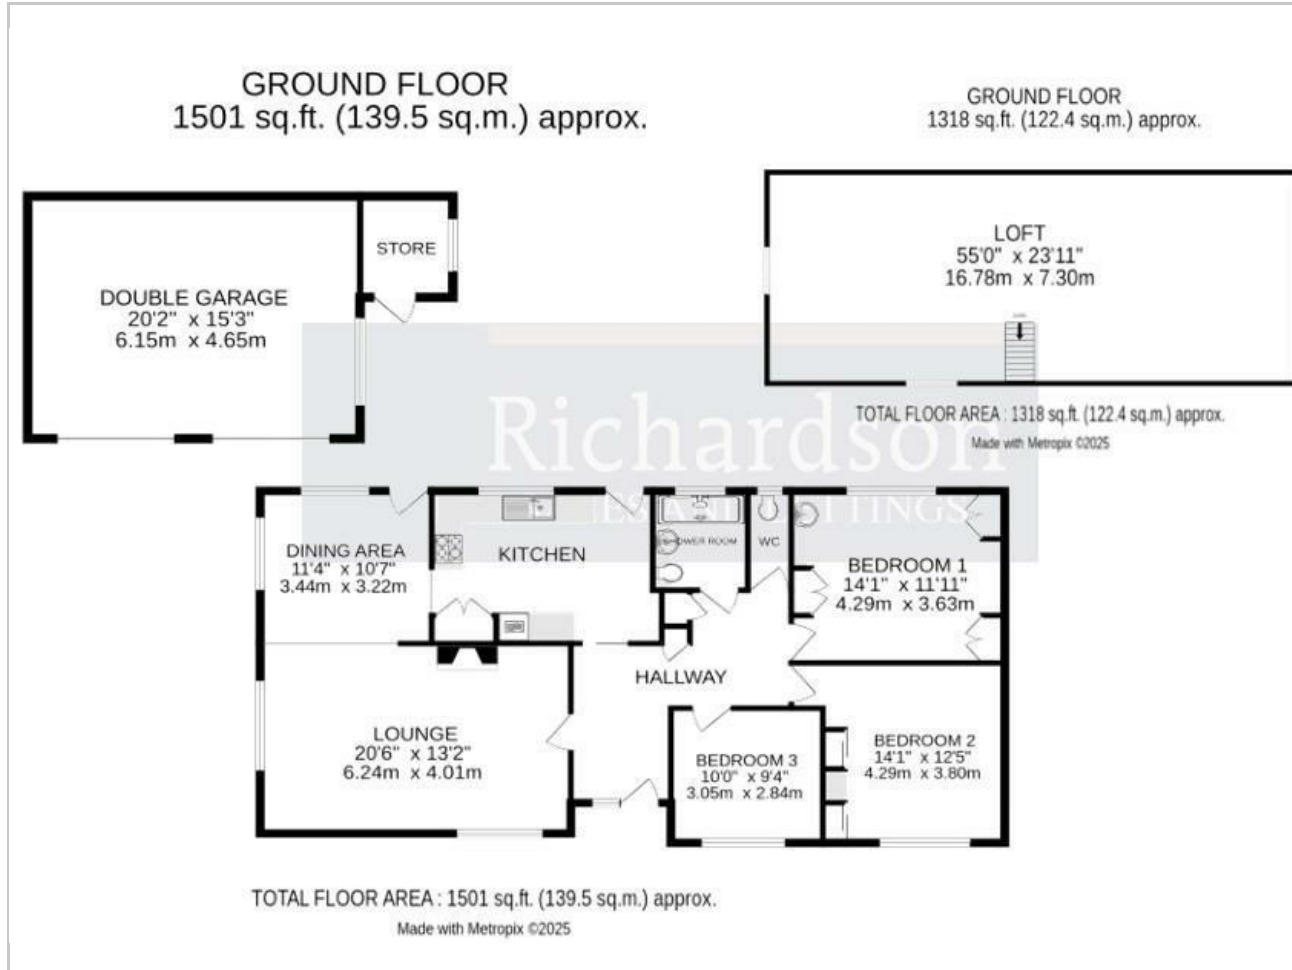 GROUND FLOOR
1501 sq.ft. (139.5 sq.m.) approx.
GROUND FLOOR
1318 sq.ft. (122.4 sq.m.) approx.
STORE
DOUBLE GARAGE
20'2" x 15'3"
6.15m x 4.65m
LOFT
55'0" x 23'11"
16.78m x 7.30m
TOTAL FLOOR AREA : 1318 sq.ft. (122.4 sq.m.) approx.
Made with Metropix ©2025
Richardson
ES AND LETTINGS
DINING AREA
11'4" x 10'7"
3.44m x 3.22m
KITCHEN
SHOWER ROOM
WC
BEDROOM 1
14'1" x 11'11"
4.29m x 3.63m
HALLWAY
LOUNGE
20'6" x 13'2"
6.24m x 4.01m
BEDROOM 3
10'0" x 9'4"
3.05m x 2.84m
BEDROOM 2
14'1" x 12'5"
4.29m x 3.80m
TOTAL FLOOR AREA : 1501 sq.ft. (139.5 sq.m.) approx.
Made with Metropix ©2025